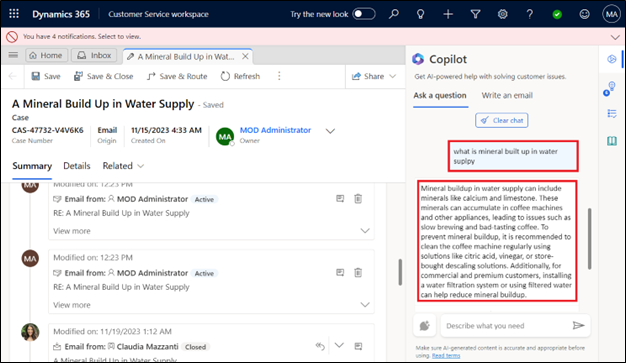 Dynamics 365
Customer Service workspace
Try the new look
MA
You have 4 notifications. Select to view.
Home
Inbox
A Mineral Build Up in Wat...
Save
Save & Close
Save & Route
Refresh
Share
A Mineral Build Up in Water Supply - Saved
Case
CAS-47732-V4V6K6
Case Number
Email
Origin
11/15/2023 4:33 AM
Created On
MA
MOD Administrator
Owner
Summary
Details
Related
MA
Modified on: 12:23 PM
Email from: MOD Administrator Active
RE: A Mineral Build Up in Water Supply
View more
MA
Modified on: 12:23 PM
Email from: MOD Administrator Active
RE: A Mineral Build Up in Water Supply
View more
Modified on: 11/19/2023 1:12 AM
Email from: Claudia Mazzanti Closed
A Mineral Build Up in Water Supply
Copilot
Get AI-powered help with solving customer issues.
Ask a question
Write an email
Clear chat
what is mineral built up in water
suplpy
Mineral buildup in water supply can include
minerals like calcium and limestone. These
minerals can accumulate in coffee machines
and other appliances, leading to issues such as
slow brewing and bad-tasting coffee. To
prevent mineral buildup, it is recommended to
clean the coffee machine regularly using
solutions like citric acid, vinegar, or store-
bought descaling solutions. Additionally, for
commercial and premium customers, installing
a water filtration system or using filtered water
can help reduce mineral buildup.
Describe what you need
Make sure AI-generated content is accurate and appropriate before
using. Read terms